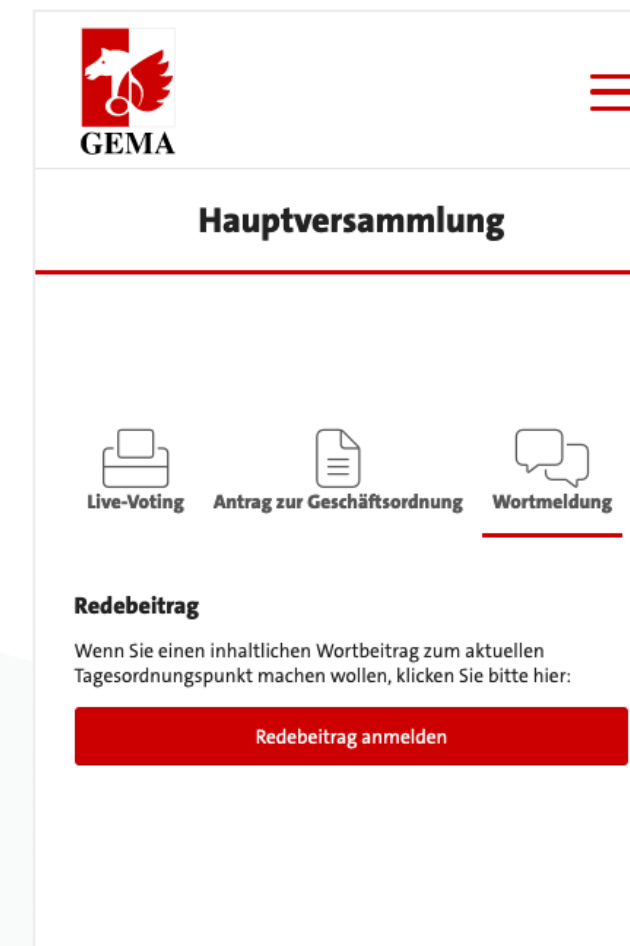 GEMA
Hauptversammlung
Live-Voting
Antrag zur Geschäftsordnung
Wortmeldung
Redebeitrag
Wenn Sie einen inhaltlichen Wortbeitrag zum aktuellen
Tagesordnungspunkt machen wollen, klicken Sie bitte hier:
Redebeitrag anmelden